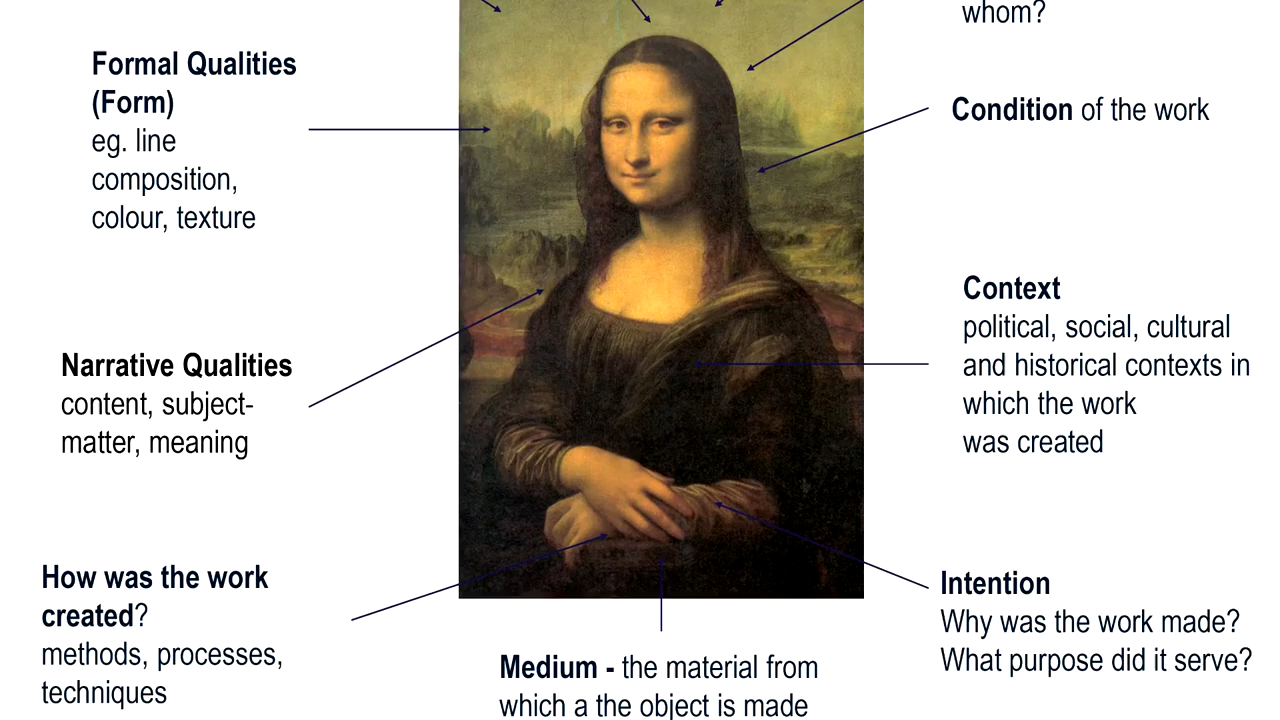 Formal Qualities
(Form)
eg. line
composition,
colour, texture
Narrative Qualities
content, subject-
matter, meaning
How was the work
created?
methods, processes,
techniques
Medium - the material from
which a the object is made
whom?
Condition of the work
Context
political, social, cultural
and historical contexts in
which the work
was created
Intention
Why was the work made?
What purpose did it serve?